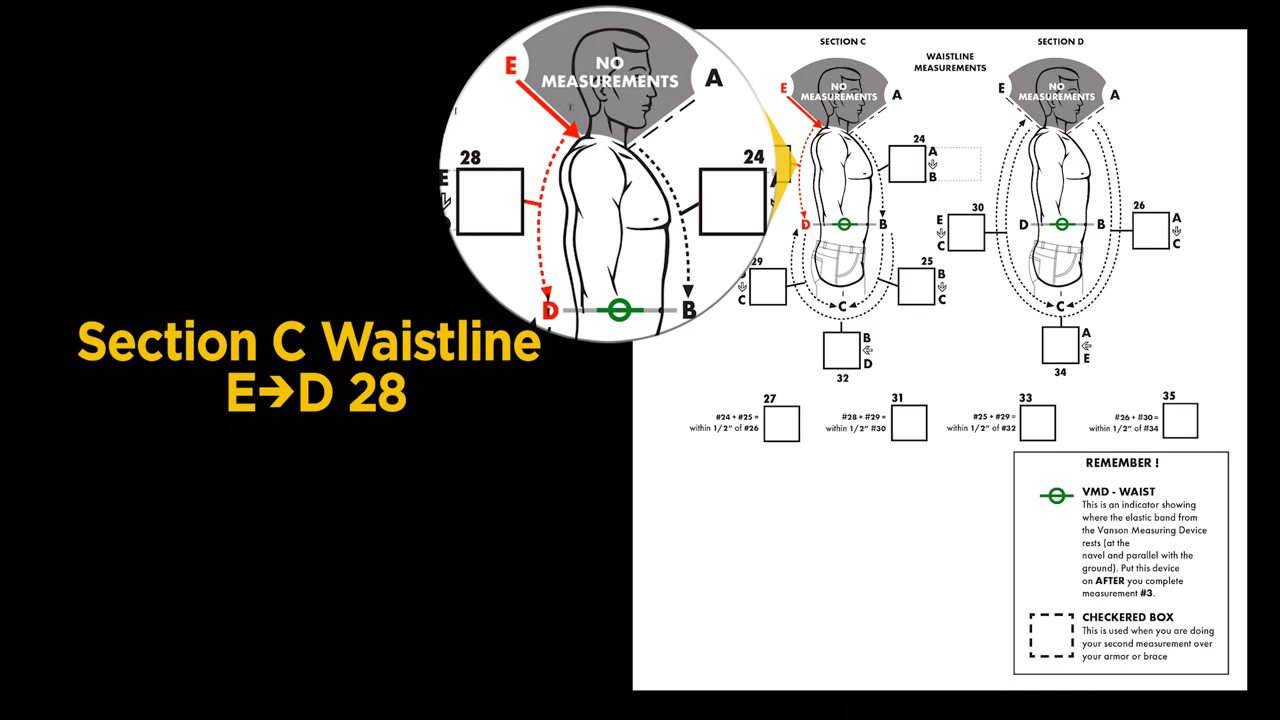 Section C Waistline
E→D 28
E
NO
MEASUREMENTS
A
28
24
E
D
B
SECTION C
WAISTLINE
MEASUREMENTS
SECTION D
E
NO
MEASUREMENTS
A
24
A
B
D
B
29
C
25
B
C
C
B
D
32
E
NO
MEASUREMENTS
A
30
E
C
D
B
26
A
C
C
A
E
34
27
#24 + #25 =
within 1/2" of #26
31
#28 + #29 =
within 1/2" #30
33
#25 + #29 =
within 1/2" of #32
35
#26 + #30 =
within 1/2" of #34
REMEMBER !
VMD - WAIST
This is an indicator showing
where the elastic band from
the Vanson Measuring Device
rests (at the
navel and parallel with the
ground). Put this device
on AFTER you complete
measurement #3.
CHECKERED BOX
This is used when you are doing
your second measurement over
your armor or brace